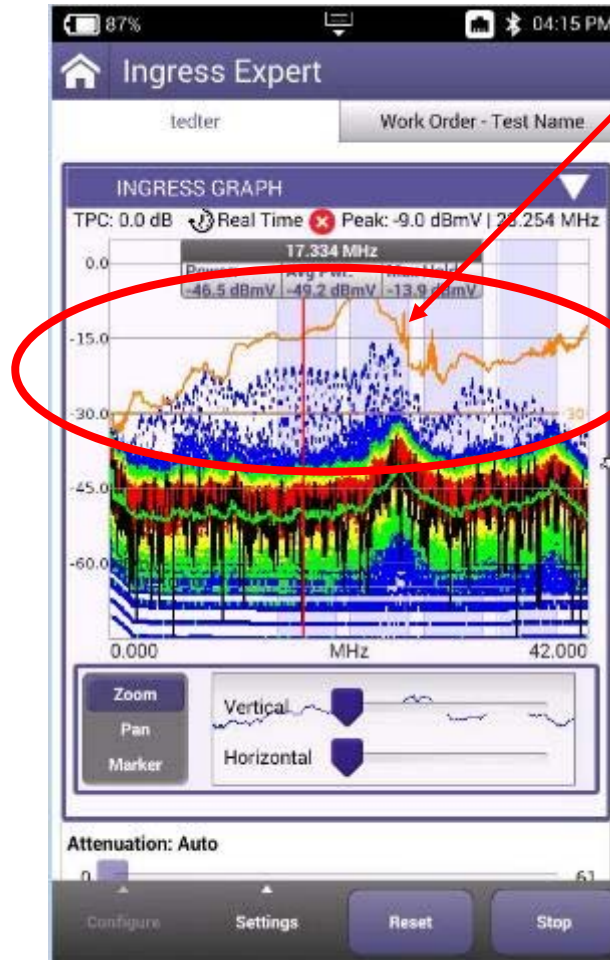 87% 04:15 PM
Ingress Expert
tedter Work Order - Test Name
INGRESS GRAPH
TPC: 0.0 dB Real Time Peak: -9.0 dBmV | MHz
17.334 MHz
-46.5 dBmV -49.2 dBmV -13.9 dBmV
0.0
-15.0
-30.0 -30
-45.0
-60.0
0.000 MHz 42.000
Zoom
Pan
Marker
Vertical
Horizontal
Attenuation: Auto
0 61
Configure Settings Reset Stop